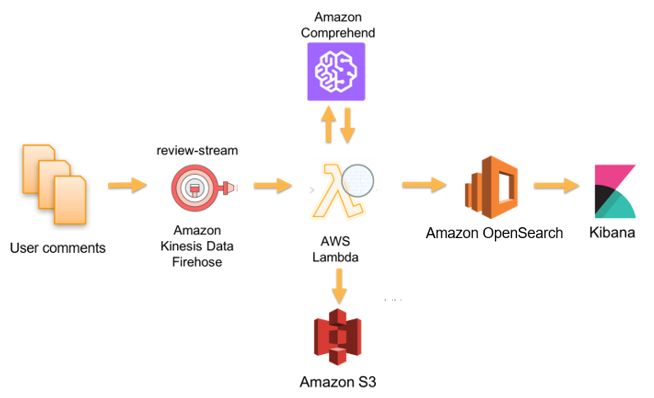 Amazon
Comprehend
review-stream
User comments
Amazon
Kinesis Data
Firehose
AWS
Lambda
Amazon OpenSearch
Kibana
Amazon S3